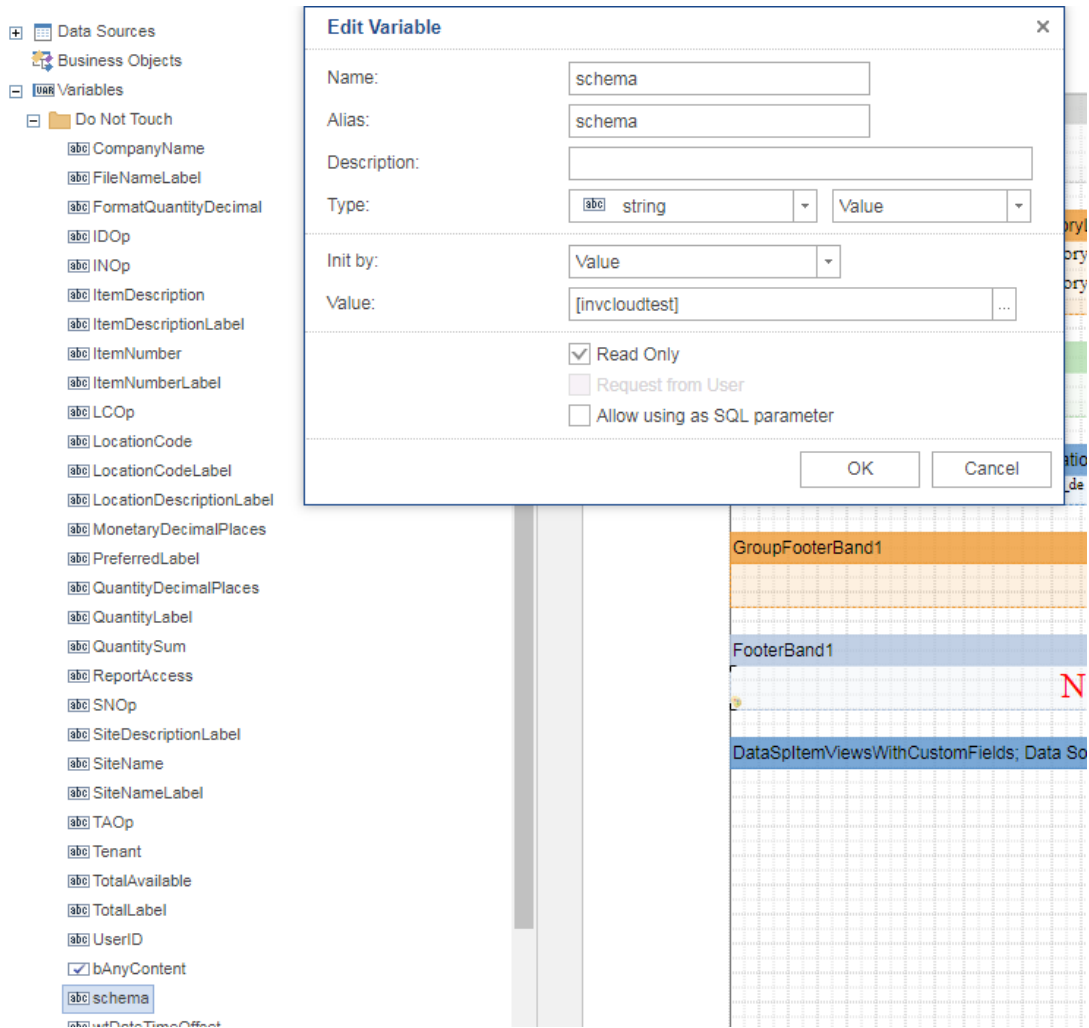 Data Sources
Business Objects
Variables
Do Not Touch
CompanyName
FileNameLabel
FormatQuantityDecimal
IDOp
INOp
ItemDescription
ItemDescriptionLabel
ItemNumber
ItemNumberLabel
LCOp
LocationCode
LocationCodeLabel
LocationDescriptionLabel
MonetaryDecimalPlaces
PreferredLabel
QuantityDecimalPlaces
QuantityLabel
QuantitySum
ReportAccess
SNOp
SiteDescriptionLabel
SiteName
SiteNameLabel
TAOp
Tenant
TotalAvailable
TotalLabel
UserID
bAnyContent
schema
Edit Variable
Name: schema
Alias: schema
Description:
Type: abc string Value
Init by: Value
Value: [invcloudtest] ...
Read Only
Request from User
Allow using as SQL parameter
OK Cancel
GroupFooterBand1
FooterBand1
N
DataSpItemViewsWithCustomFields; Data So